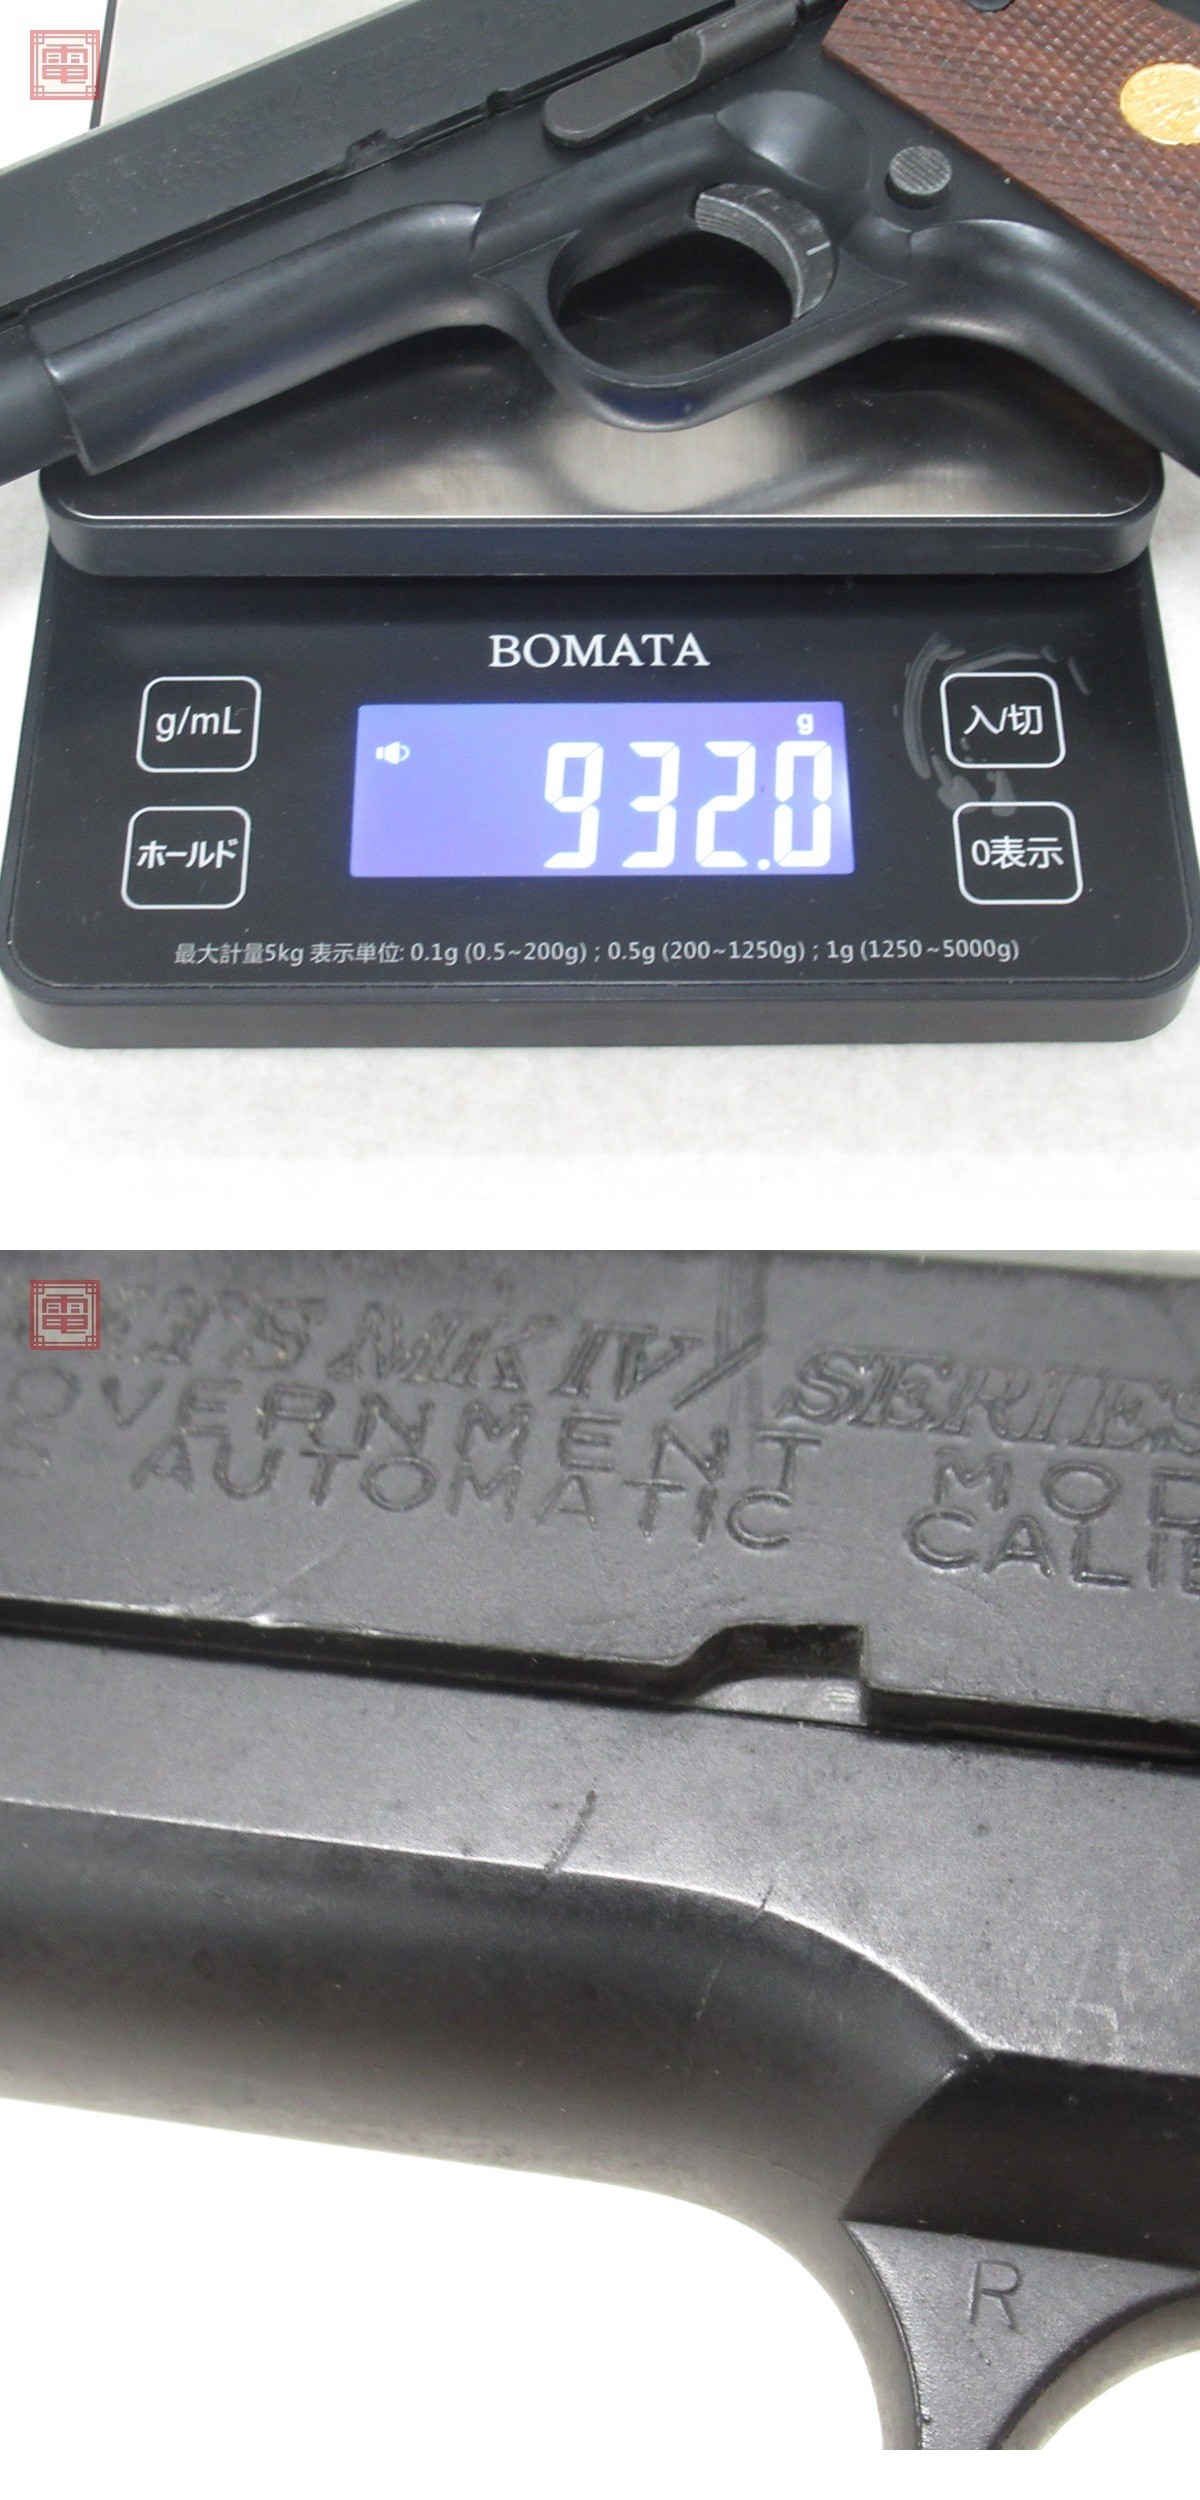 電
BOMATA
g/mL
入/切
g
932.0
ホールド
0表示
最大計量5kg 表示単位: 0.1g (0.5~200g) ; 0.5g (200~1250g) ; 1g (1250~5000g)
電
MK IV/ SERIES
OVERNMENT MOD
AUTOMATIC CALIB
R